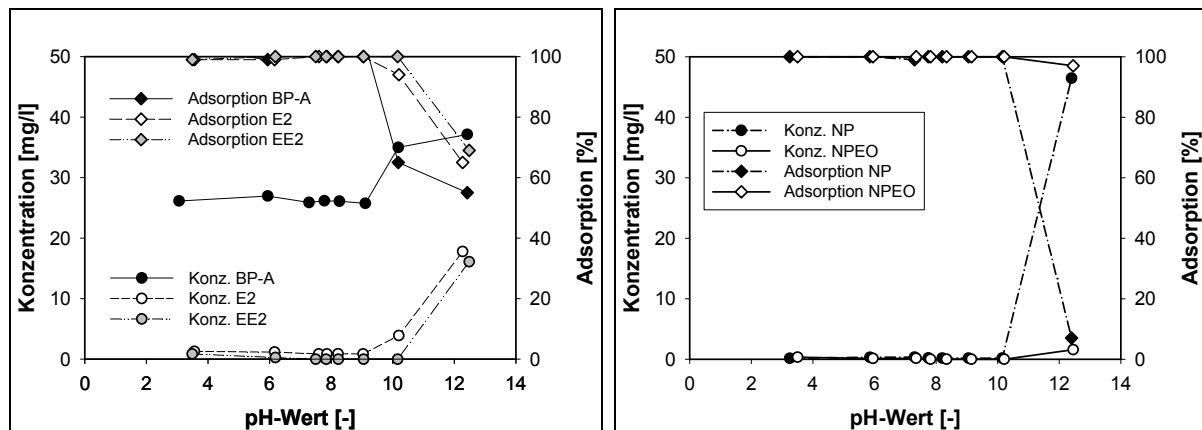 Konzentration [mg/l]
50
40
30
20
10
0
Adsorption BP-A
Adsorption E2
Adsorption EE2
Konz. BP-A
Konz. E2
Konz. EE2
100
80
60
40
20
0
Adsorption [%]
0 2 4 6 8 10 12 14
pH-Wert [-]
Konzentration [mg/l]
50
40
30
20
10
0
Konz. NP
Konz. NPEO
Adsorption NP
Adsorption NPEO
100
80
60
40
20
0
Adsorption [%]
0 2 4 6 8 10 12 14
pH-Wert [-]